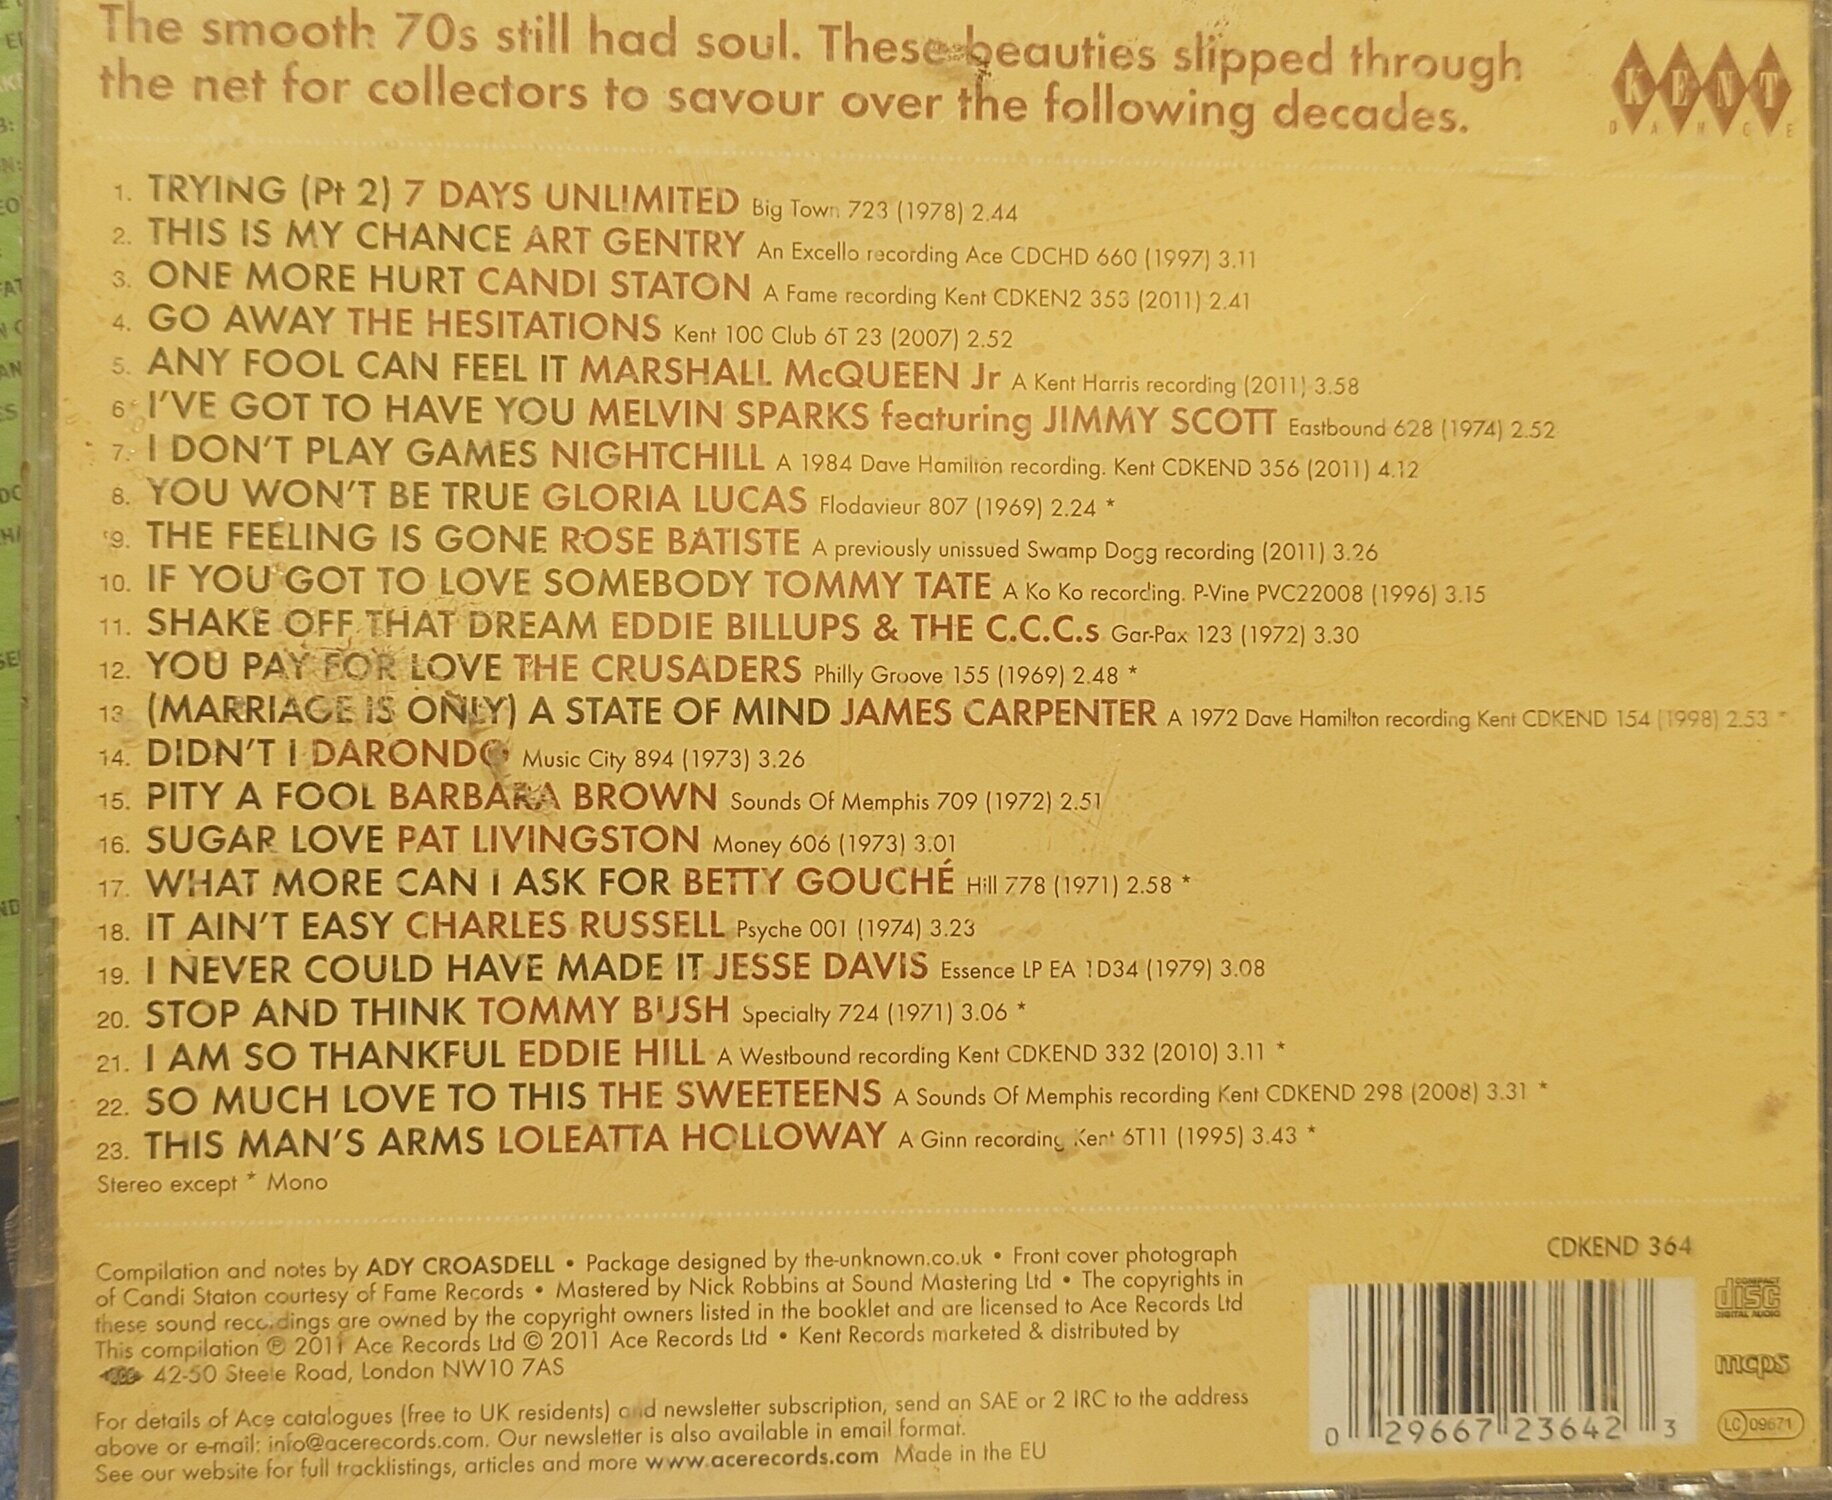 The smooth 70s still had soul. These beauties slipped through
the net for collectors to savour over the following decades.
KENT
DANCE
1. TRYING (Pt 2) 7 DAYS UNLIMITED Big Town 723 (1978) 2.44
2. THIS IS MY CHANCE ART GENTRY An Excello recording Ace CDCHD 660 (1997) 3.11
3. ONE MORE HURT CANDI STATON A Fame recording Kent CDKEN2 353 (2011) 2.41
4. GO AWAY THE HESITATIONS Kent 100 Club 6T 23 (2007) 2.52
5. ANY FOOL CAN FEEL IT MARSHALL McQUEEN Jr A Kent Harris recording (2011) 3.58
6. I'VE GOT TO HAVE YOU MELVIN SPARKS featuring JIMMY SCOTT Eastbound 628 (1974) 2.52
7. I DON'T PLAY GAMES NIGHTCHILL A 1984 Dave Hamilton recording. Kent CDKEND 356 (2011) 4.12
8. YOU WON'T BE TRUE GLORIA LUCAS Flodavieur 807 (1969) 2.24 *
9. THE FEELING IS GONE ROSE BATISTE A previously unissued Swamp Dogg recording (2011) 3.26
10. IF YOU GOT TO LOVE SOMEBODY TOMMY TATE A Ko Ko recording. P-Vine PVC22008 (1996) 3.15
11. SHAKE OFF THAT DREAM EDDIE BILLUPS & THE C.C.C.s Gar-Pax 123 (1972) 3.30
12. YOU PAY FOR LOVE THE CRUSADERS Philly Groove 155 (1969) 2.48 *
13. (MARRIAGE IS ONLY) A STATE OF MIND JAMES CARPENTER A 1972 Dave Hamilton recording Kent CDKEND 154 (1998) 2.53 *
14. DIDN'T I DARONDO Music City 894 (1973) 3.26
15. PITY A FOOL BARBARA BROWN Sounds Of Memphis 709 (1972) 2.51
16. SUGAR LOVE PAT LIVINGSTON Money 606 (1973) 3.01
17. WHAT MORE CAN I ASK FOR BETTY GOUCHÉ Hill 778 (1971) 2.58 *
18. IT AIN'T EASY CHARLES RUSSELL Psyche 001 (1974) 3.23
19. I NEVER COULD HAVE MADE IT JESSE DAVIS Essence LP EA 1D34 (1979) 3.08
20. STOP AND THINK TOMMY BUSH Specialty 724 (1971) 3.06 *
21. I AM SO THANKFUL EDDIE HILL A Westbound recording Kent CDKEND 332 (2010) 3.11 *
22. SO MUCH LOVE TO THIS THE SWEETEENS A Sounds Of Memphis recording Kent CDKEND 298 (2008) 3.31 *
23. THIS MAN'S ARMS LOLEATTA HOLLOWAY A Ginn recording Kent 6T11 (1995) 3.43 *
Stereo except * Mono
Compilation and notes by ADY CROASDELL • Package designed by the-unknown.co.uk • Front cover photograph
of Candi Staton courtesy of Fame Records • Mastered by Nick Robbins at Sound Mastering Ltd • The copyrights in
these sound recordings are owned by the copyright owners listed in the booklet and are licensed to Ace Records Ltd
This compilation ℗ 2011 Ace Records Ltd © 2011 Ace Records Ltd • Kent Records marketed & distributed by
42-50 Steele Road, London NW10 7AS
For details of Ace catalogues (free to UK residents) and newsletter subscription, send an SAE or 2 IRC to the address
above or e-mail: info@acerecords.com. Our newsletter is also available in email format.
See our website for full tracklistings, articles and more www.acerecords.com Made in the EU
CDKEND 364
0 29667 23642 3
COMPACT
disc
DIGITAL AUDIO
mcps
LC 09671